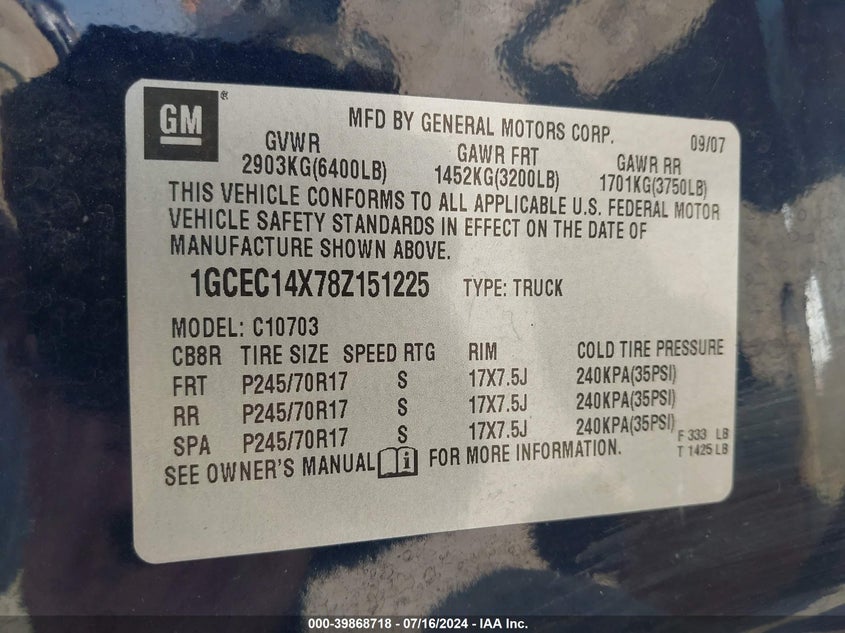 GM®
MFD BY GENERAL MOTORS CORP. 09/07
GVWR GAWR FRT GAWR RR
2903KG(6400LB) 1452KG(3200LB) 1701KG(3750LB)
THIS VEHICLE CONFORMS TO ALL APPLICABLE U.S. FEDERAL MOTOR
VEHICLE SAFETY STANDARDS IN EFFECT ON THE DATE OF
MANUFACTURE SHOWN ABOVE.
1GCEC14X78Z151225 TYPE: TRUCK
MODEL: C10703
CB8R TIRE SIZE SPEED RTG RIM COLD TIRE PRESSURE
FRT P245/70R17 S 17X7.5J 240KPA(35PSI)
RR P245/70R17 S 17X7.5J 240KPA(35PSI)
SPA P245/70R17 S 17X7.5J 240KPA(35PSI)
F 333 LB
T 1425 LB
SEE OWNER'S MANUAL i FOR MORE INFORMATION.
000-39868718 - 07/16/2024 - IAA Inc.